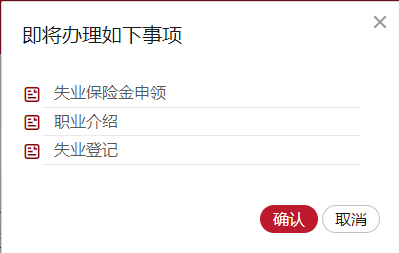 即将办理如下事项
失业保险金申领
职业介绍
失业登记
确认 取消